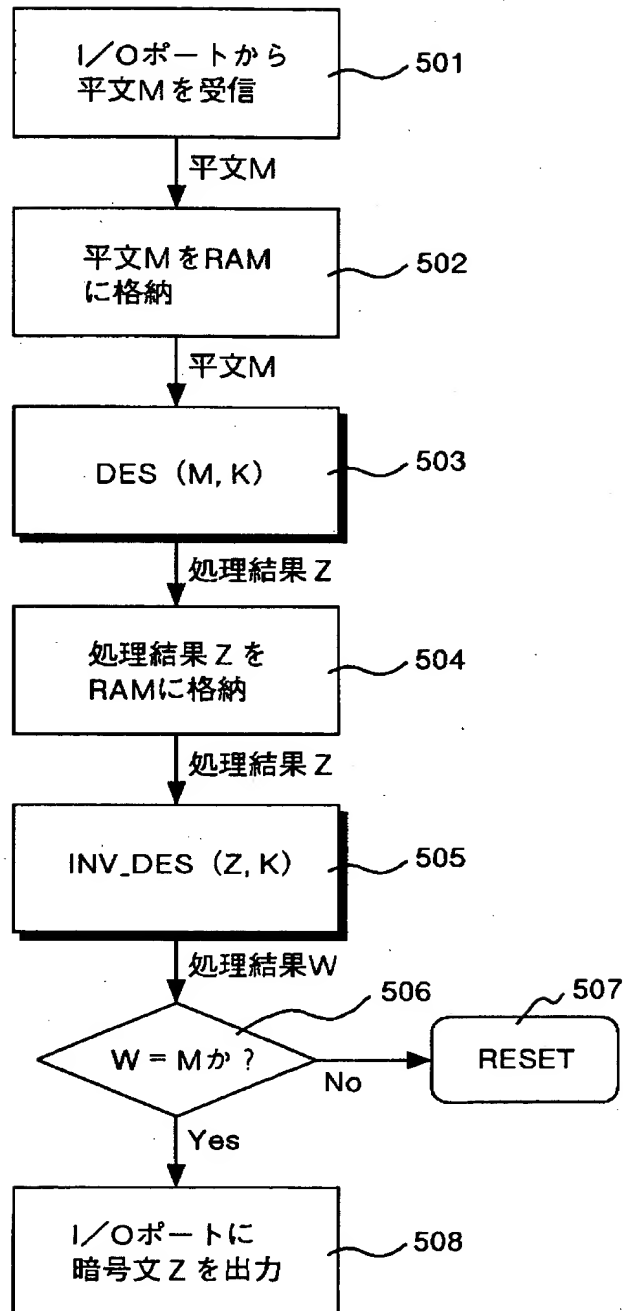 I/Oポートから
平文Mを受信
501
平文M
平文MをRAM
に格納
502
平文M
DES (M, K)
503
処理結果Z
処理結果Zを
RAMに格納
504
処理結果Z
INV_DES (Z, K)
505
処理結果W
506
507
W = Mか?
No
RESET
Yes
I/Oポートに
暗号文Zを出力
508